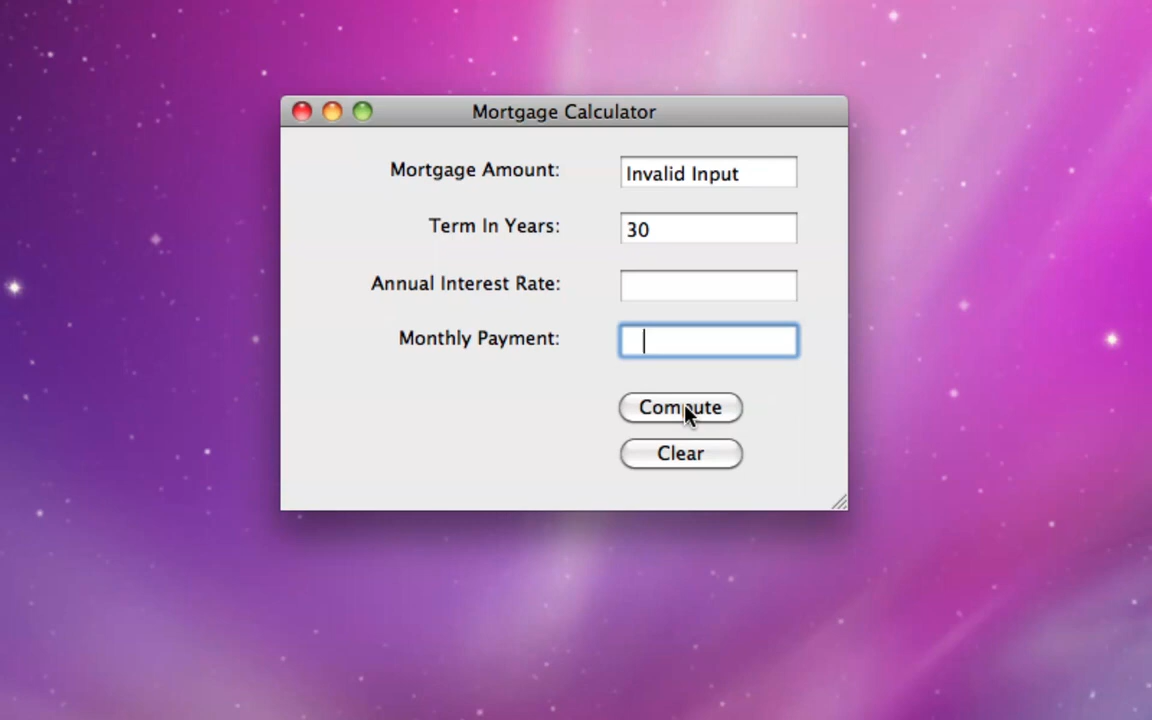 Mortgage Calculator
Mortgage Amount: Invalid Input
Term In Years: 30
Annual Interest Rate:
Monthly Payment:
Compute
Clear